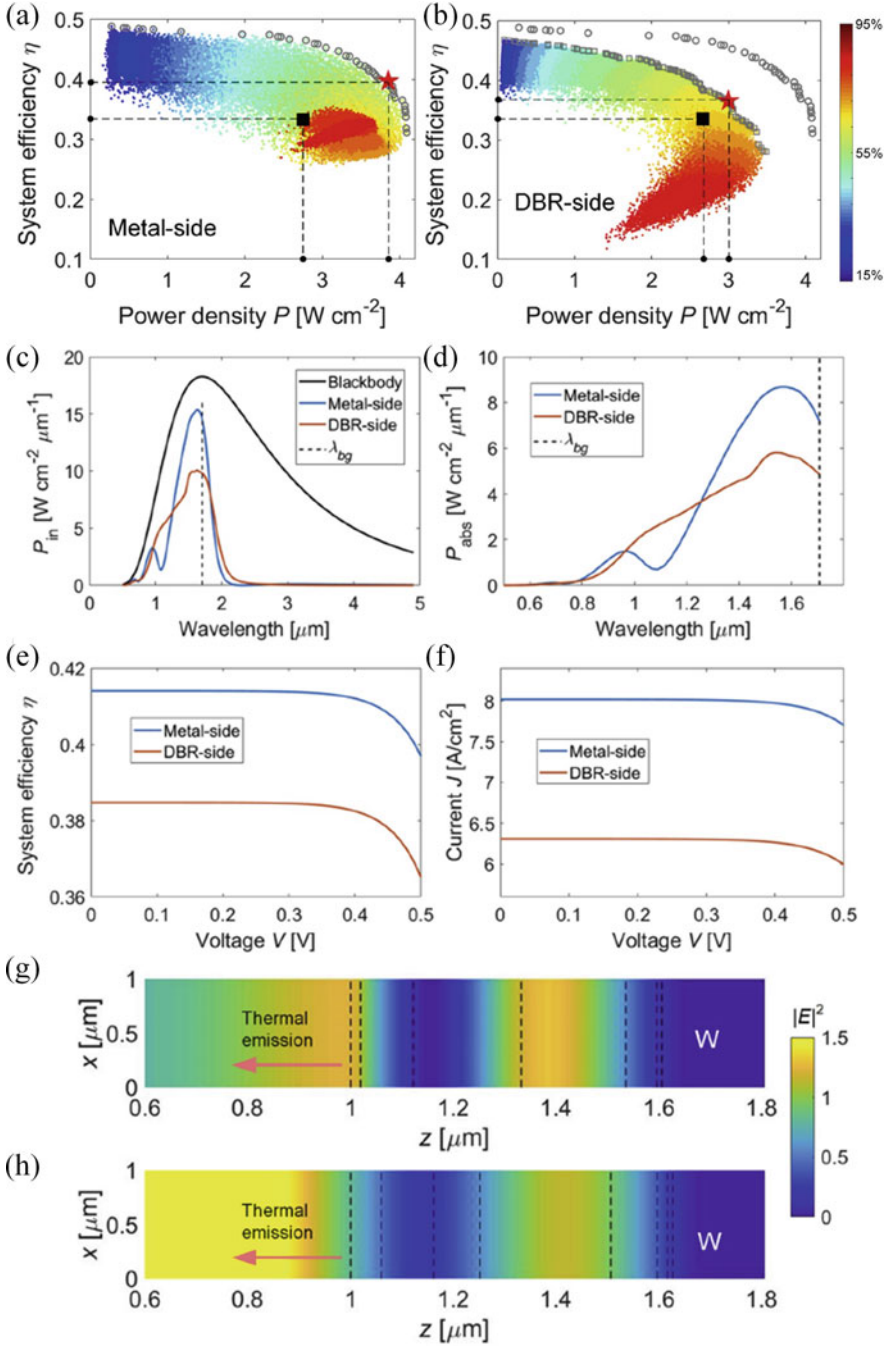 (a)
0.5
0.4
0.3
0.2
0.1
System efficiency η
Metal-side
0 1 2 3 4
Power density P [W cm⁻²]
(b)
0.5
0.4
0.3
0.2
0.1
System efficiency η
DBR-side
0 1 2 3 4
Power density P [W cm⁻²]
95%
55%
15%
(c)
20
15
10
5
0
P_in [W cm⁻² μm⁻¹]
Blackbody
Metal-side
DBR-side
λ_bg
0 1 2 3 4 5
Wavelength [μm]
(d)
10
8
6
4
2
0
P_abs [W cm⁻² μm⁻¹]
Metal-side
DBR-side
λ_bg
0.6 0.8 1 1.2 1.4 1.6
Wavelength [μm]
(e)
0.42
0.4
0.38
0.36
System efficiency η
Metal-side
DBR-side
0 0.1 0.2 0.3 0.4 0.5
Voltage V [V]
(f)
8
7.5
7
6.5
6
Current J [A/cm²]
Metal-side
DBR-side
0 0.1 0.2 0.3 0.4 0.5
Voltage V [V]
(g)
1
0.5
0
x [μm]
Thermal
emission
W
0.6 0.8 1 1.2 1.4 1.6 1.8
z [μm]
(h)
1
0.5
0
x [μm]
Thermal
emission
W
0.6 0.8 1 1.2 1.4 1.6 1.8
z [μm]
|E|²
1.5
1
0.5
0